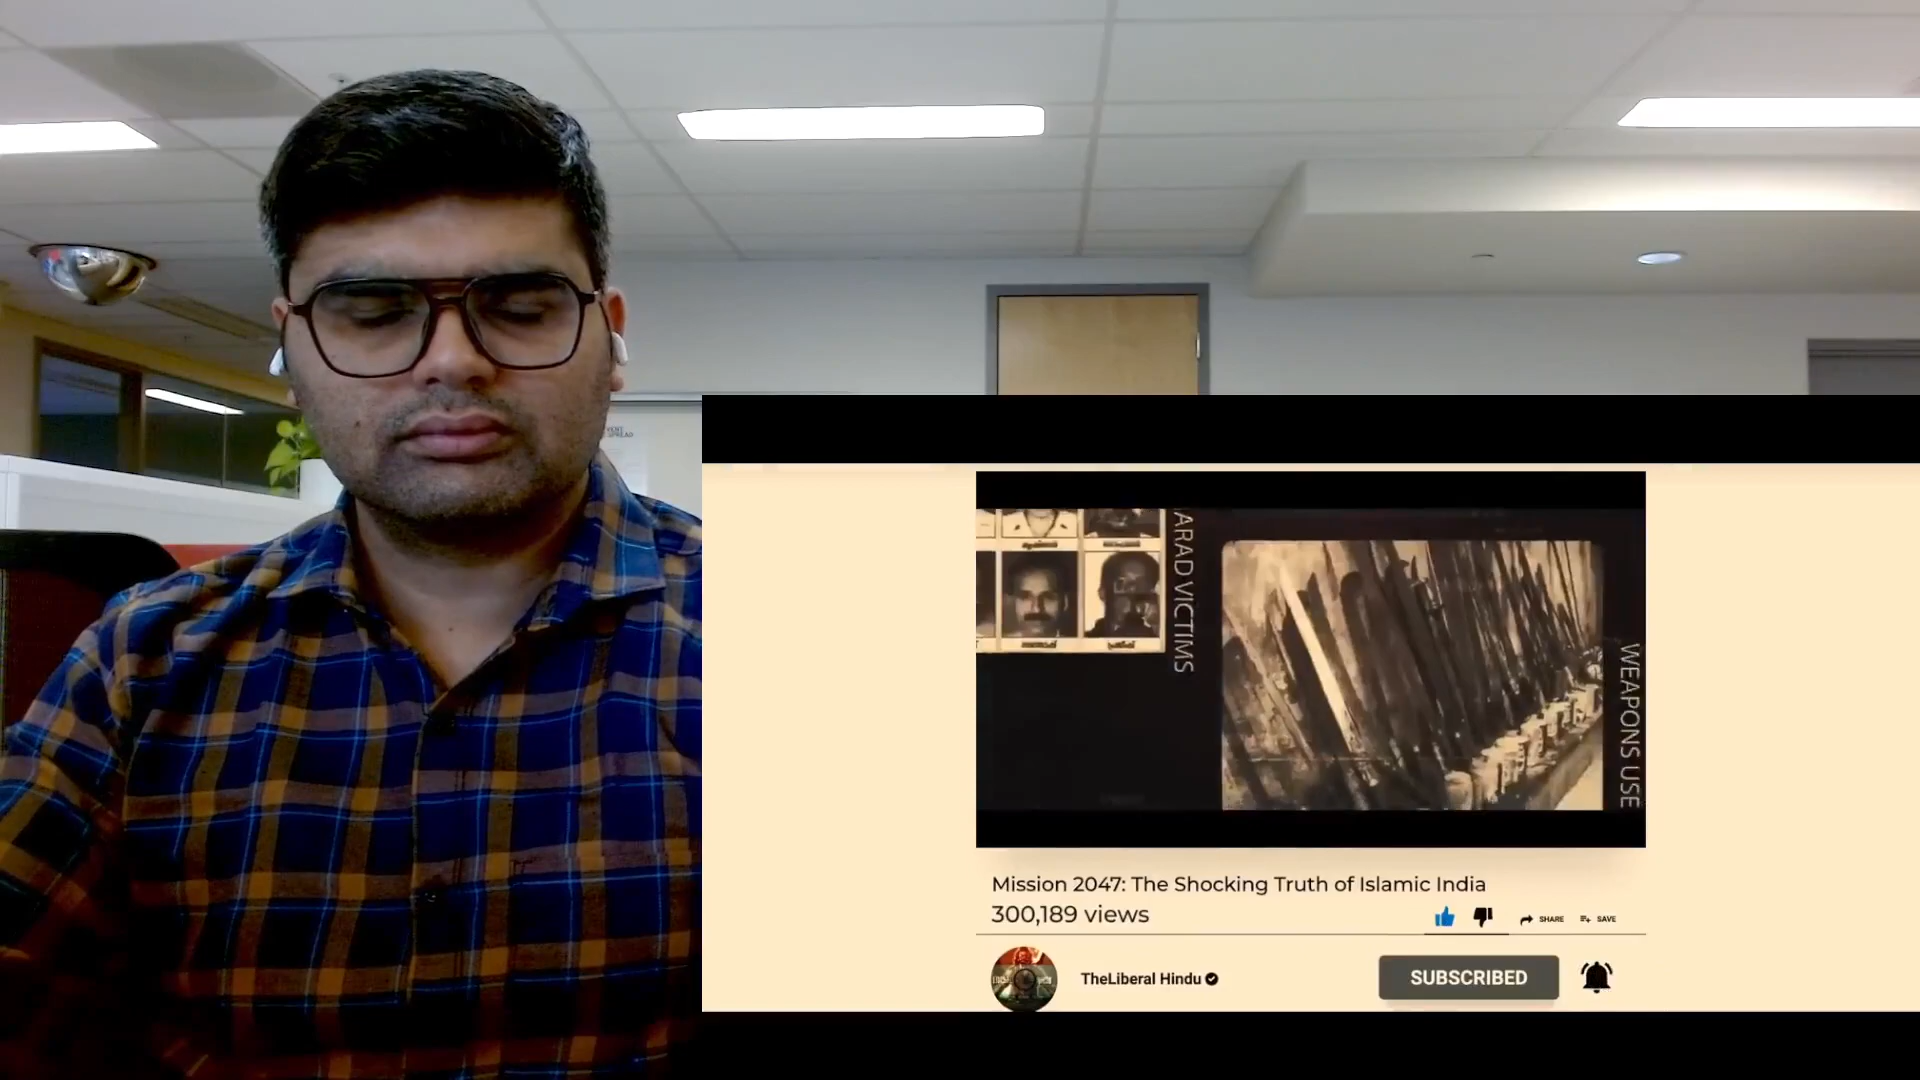 ARAD VICTIMS
WEAPONS USE
Mission 2047: The Shocking Truth of Islamic India
300,189 views
SHARE
SAVE
TheLiberal Hindu
SUBSCRIBED